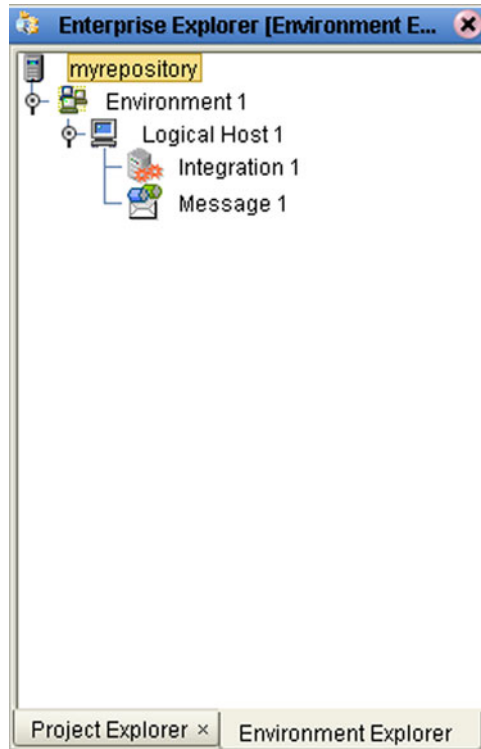 Enterprise Explorer [Environment E...
myrepository
Environment 1
Logical Host 1
Integration 1
Message 1
Project Explorer ×
Environment Explorer